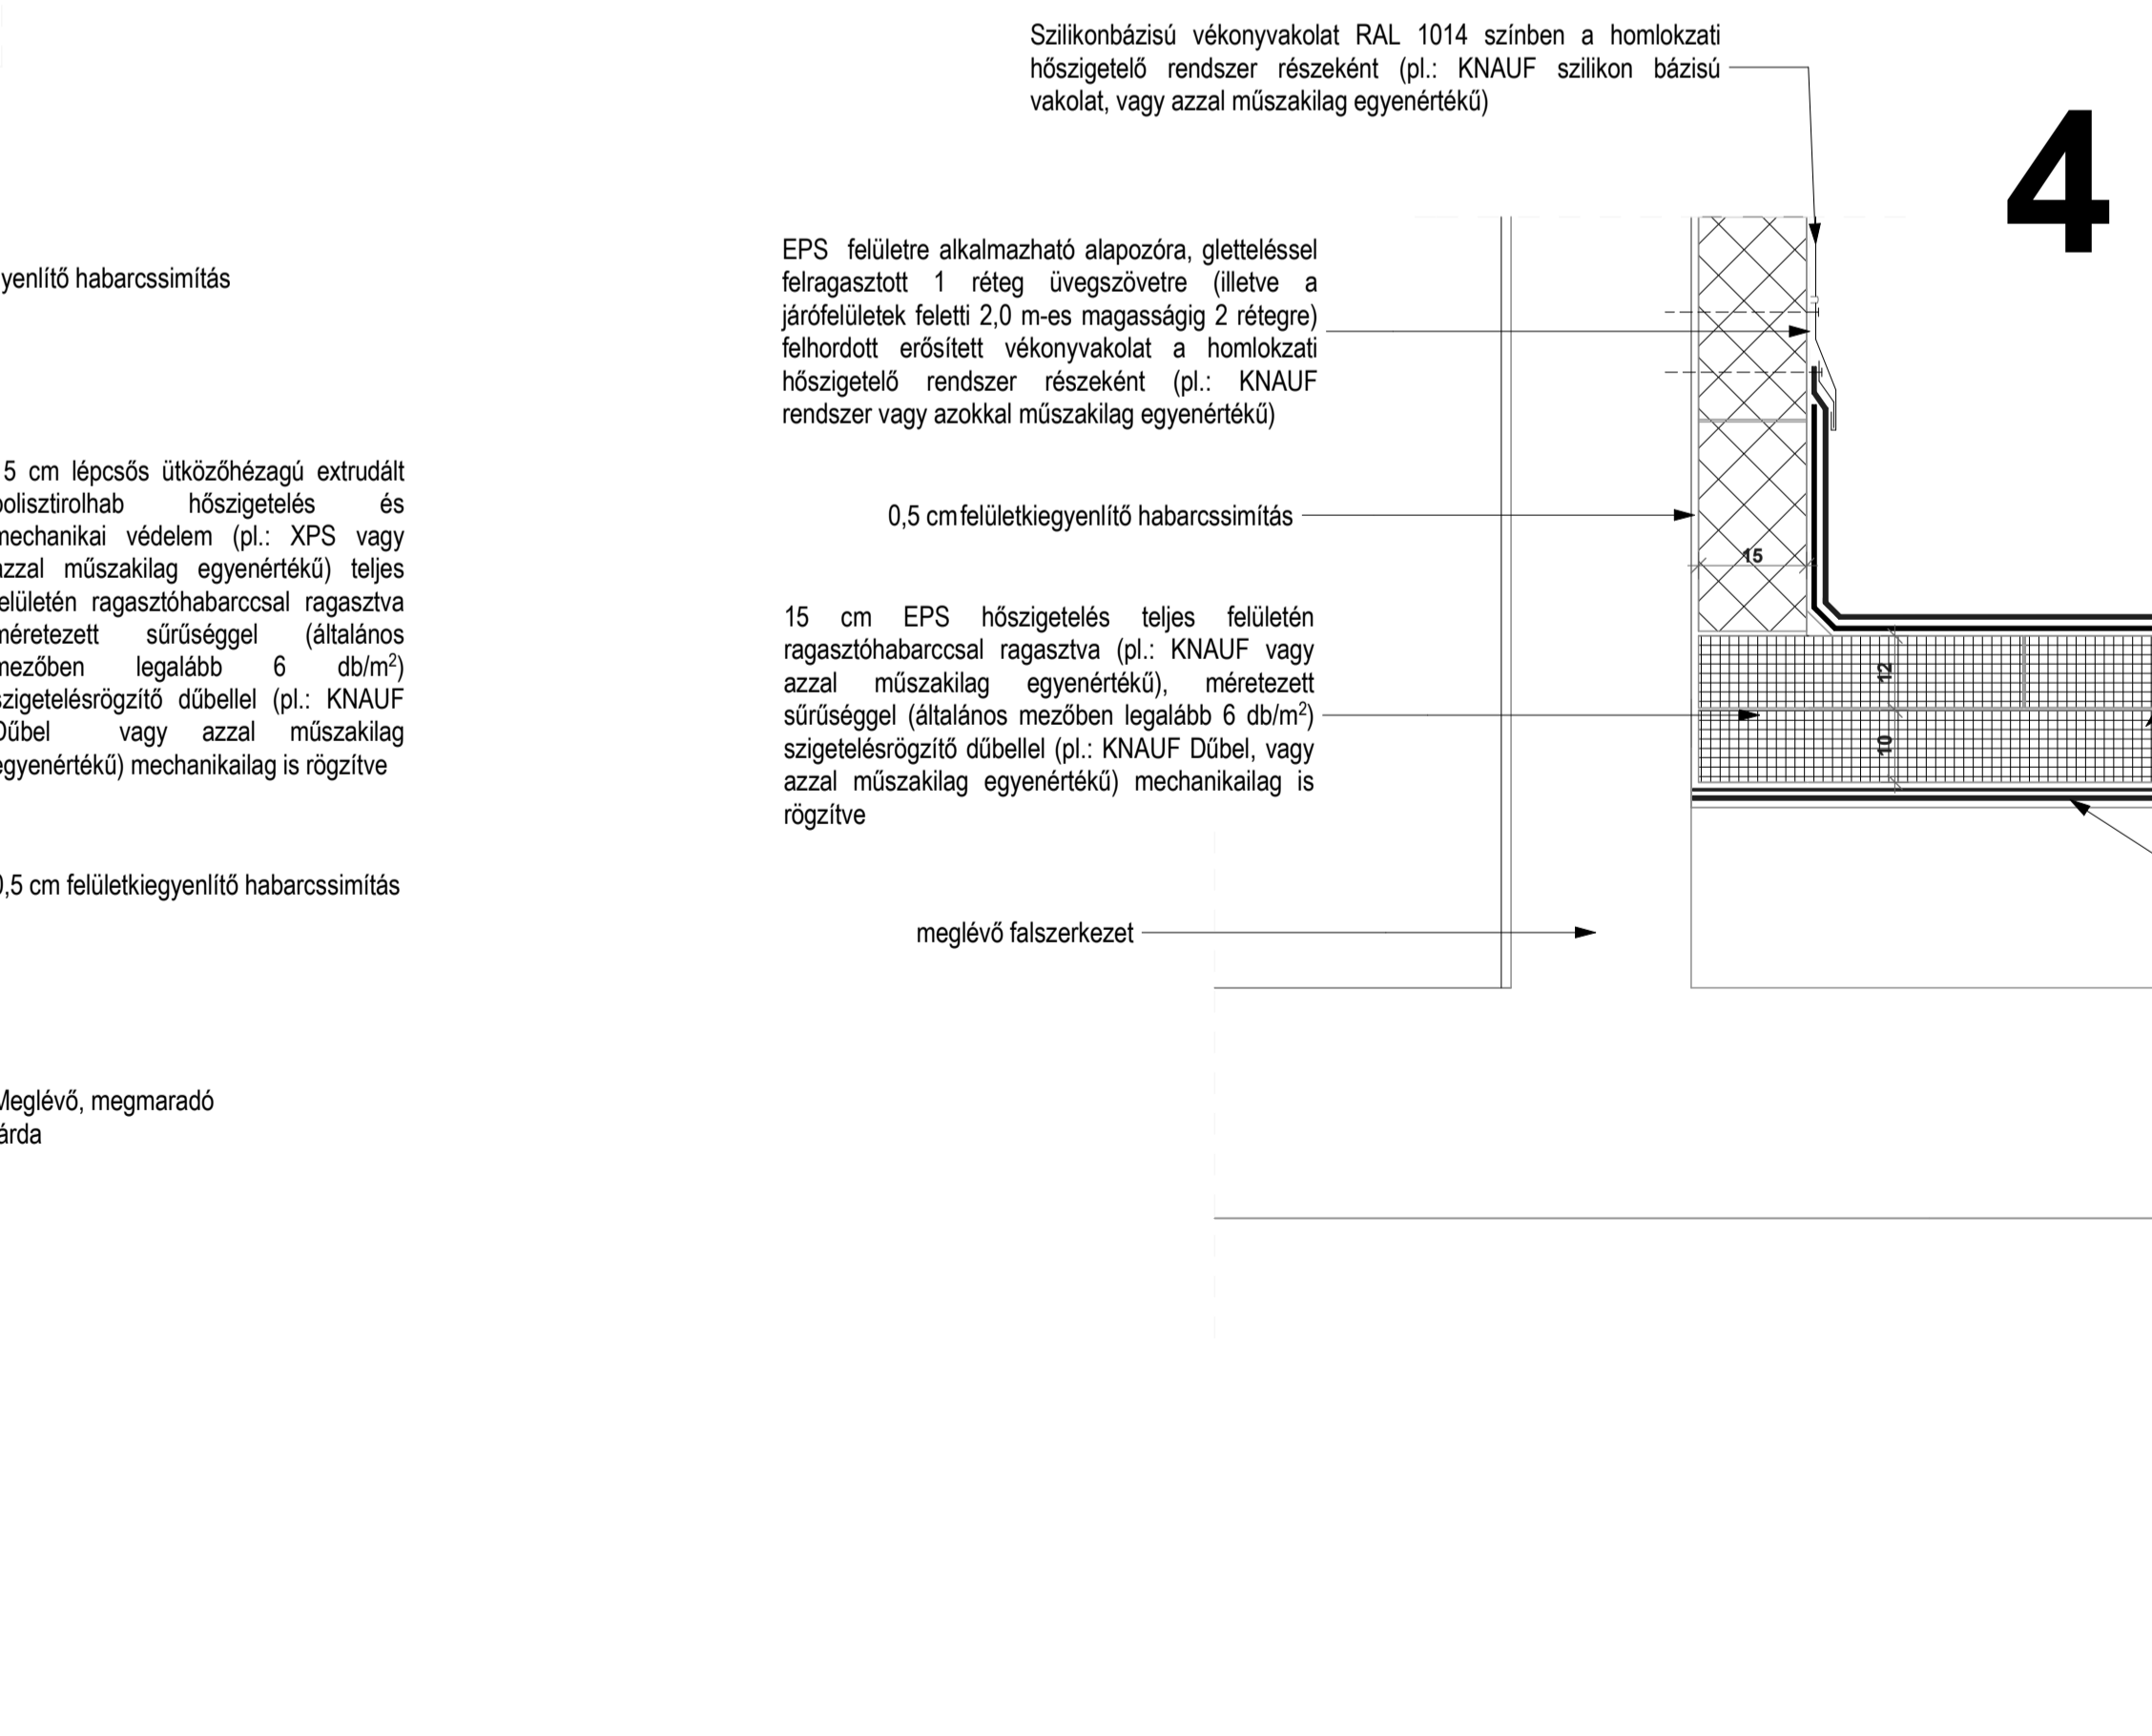 Szilikonbázisú vékonyvakolat RAL 1014 színben a homlokzati
hőszigetelő rendszer részeként (pl.: KNAUF szilikon bázisú
vakolat, vagy azzal műszakilag egyenértékű)
4
EPS felületre alkalmazható alapozóra, gletteléssel
felragasztott 1 réteg üvegszövetre (illetve a
járófelületek feletti 2,0 m-es magasságig 2 rétegre)
felhordott erősített vékonyvakolat a homlokzati
hőszigetelő rendszer részeként (pl.: KNAUF
rendszer vagy azokkal műszakilag egyenértékű)
0,5 cm felületkiegyenlítő habarcssimítás
15 cm EPS hőszigetelés teljes felületén
ragasztóhabarccsal ragasztva (pl.: KNAUF vagy
azzal műszakilag egyenértékű), méretezett
sűrűséggel (általános mezőben legalább 6 db/m²)
szigetelésrögzítő dűbellel (pl.: KNAUF Dűbel, vagy
azzal műszakilag egyenértékű) mechanikailag is
rögzítve
meglévő falszerkezet
15
12
10
yenlítő habarcssimítás
5 cm lépcsős ütközőhézagú extrudált
polisztirolhab hőszigetelés és
mechanikai védelem (pl.: XPS vagy
azzal műszakilag egyenértékű) teljes
felületén ragasztóhabarccsal ragasztva
méretezett sűrűséggel (általános
mezőben legalább 6 db/m²)
szigetelésrögzítő dűbellel (pl.: KNAUF
Dűbel vagy azzal műszakilag
egyenértékű) mechanikailag is rögzítve
0,5 cm felületkiegyenlítő habarcssimítás
Meglévő, megmaradó
árda